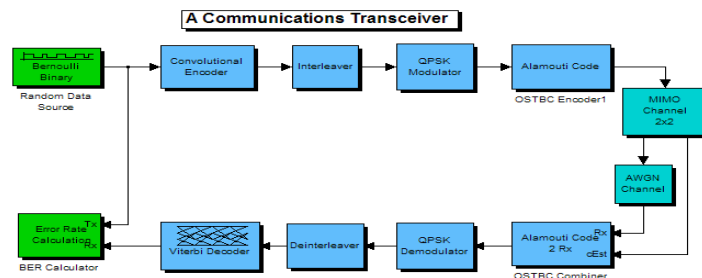 A Communications Transceiver
Bernoulli
Binary
Random Data
Source
Convolutional
Encoder
Interleaver
QPSK
Modulator
Alamouti Code
OSTBC Encoder1
MIMO
Channel
2x2
AWGN
Channel
Tx
Error Rate
Calculation
Rx
BER Calculator
Viterbi Decoder
Deinterleaver
QPSK
Demodulator
Rx
Alamouti Code
2 Rx
cEst
OSTBC Combiner